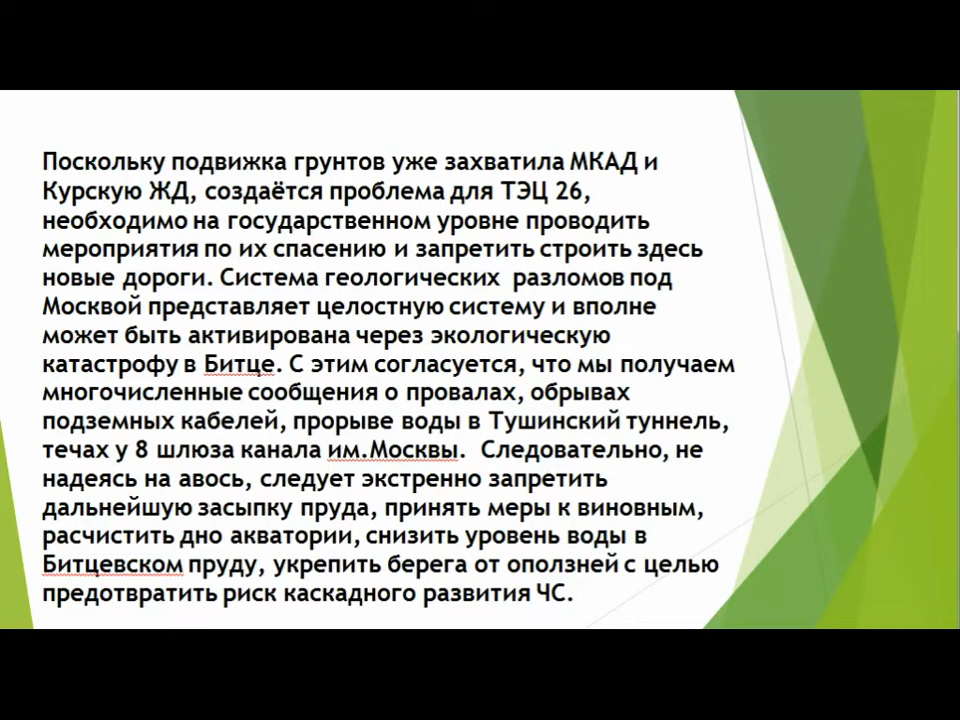 Поскольку подвижка грунтов уже захватила МКАД и
Курскую ЖД, создаётся проблема для ТЭЦ 26,
необходимо на государственном уровне проводить
мероприятия по их спасению и запретить строить здесь
новые дороги. Система геологических  разломов под
Москвой представляет целостную систему и вполне
может быть активирована через экологическую
катастрофу в Битце. С этим согласуется, что мы получаем
многочисленные сообщения о провалах, обрывах
подземных кабелей, прорыве воды в Тушинский туннель,
течах у 8 шлюза канала им.Москвы.  Следовательно, не
надеясь на авось, следует экстренно запретить
дальнейшую засыпку пруда, принять меры к виновным,
расчистить дно акватории, снизить уровень воды в
Битцевском пруду, укрепить берега от оползней с целью
предотвратить риск каскадного развития ЧС.